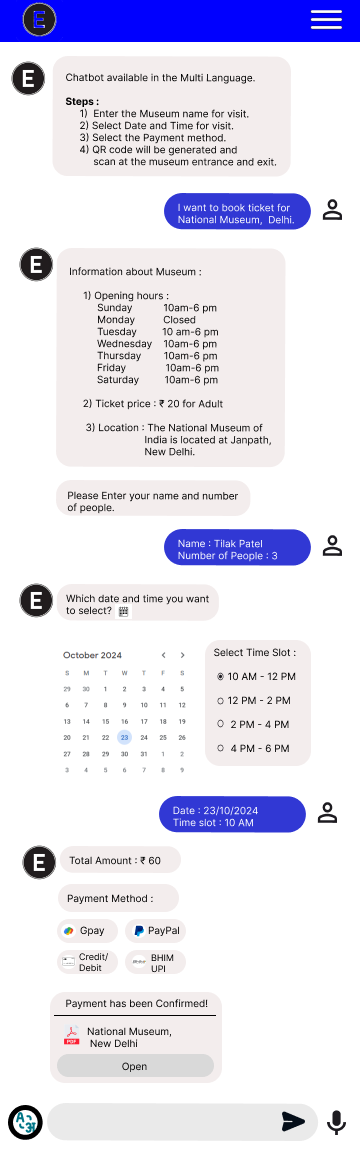 E
E
Chatbot available in the Multi Language.
Steps :
1) Enter the Museum name for visit.
2) Select Date and Time for visit.
3) Select the Payment method.
4) QR code will be generated and
scan at the museum entrance and exit.
I want to book ticket for
National Museum, Delhi.
E
Information about Museum :
1) Opening hours :
Sunday 10am-6 pm
Monday Closed
Tuesday 10 am-6 pm
Wednesday 10am-6 pm
Thursday 10am-6 pm
Friday 10am-6 pm
Saturday 10am-6 pm
2) Ticket price : ₹ 20 for Adult
3) Location : The National Museum of
India is located at Janpath,
New Delhi.
Please Enter your name and number
of people.
Name : Tilak Patel
Number of People : 3
E
Which date and time you want
to select?
October 2024
S M T W T F S
29 30 1 2 3 4 5
6 7 8 9 10 11 12
13 14 15 16 17 18 19
20 21 22 23 24 25 26
27 28 29 30 31 1 2
3 4 5 6 7 8 9
Select Time Slot :
10 AM - 12 PM
12 PM - 2 PM
2 PM - 4 PM
4 PM - 6 PM
Date : 23/10/2024
Time slot : 10 AM
E
Total Amount : ₹ 60
Payment Method :
Gpay
PayPal
Credit/
Debit
BHIM
UPI
Payment has been Confirmed!
PDF
National Museum,
New Delhi
Open
A
अ